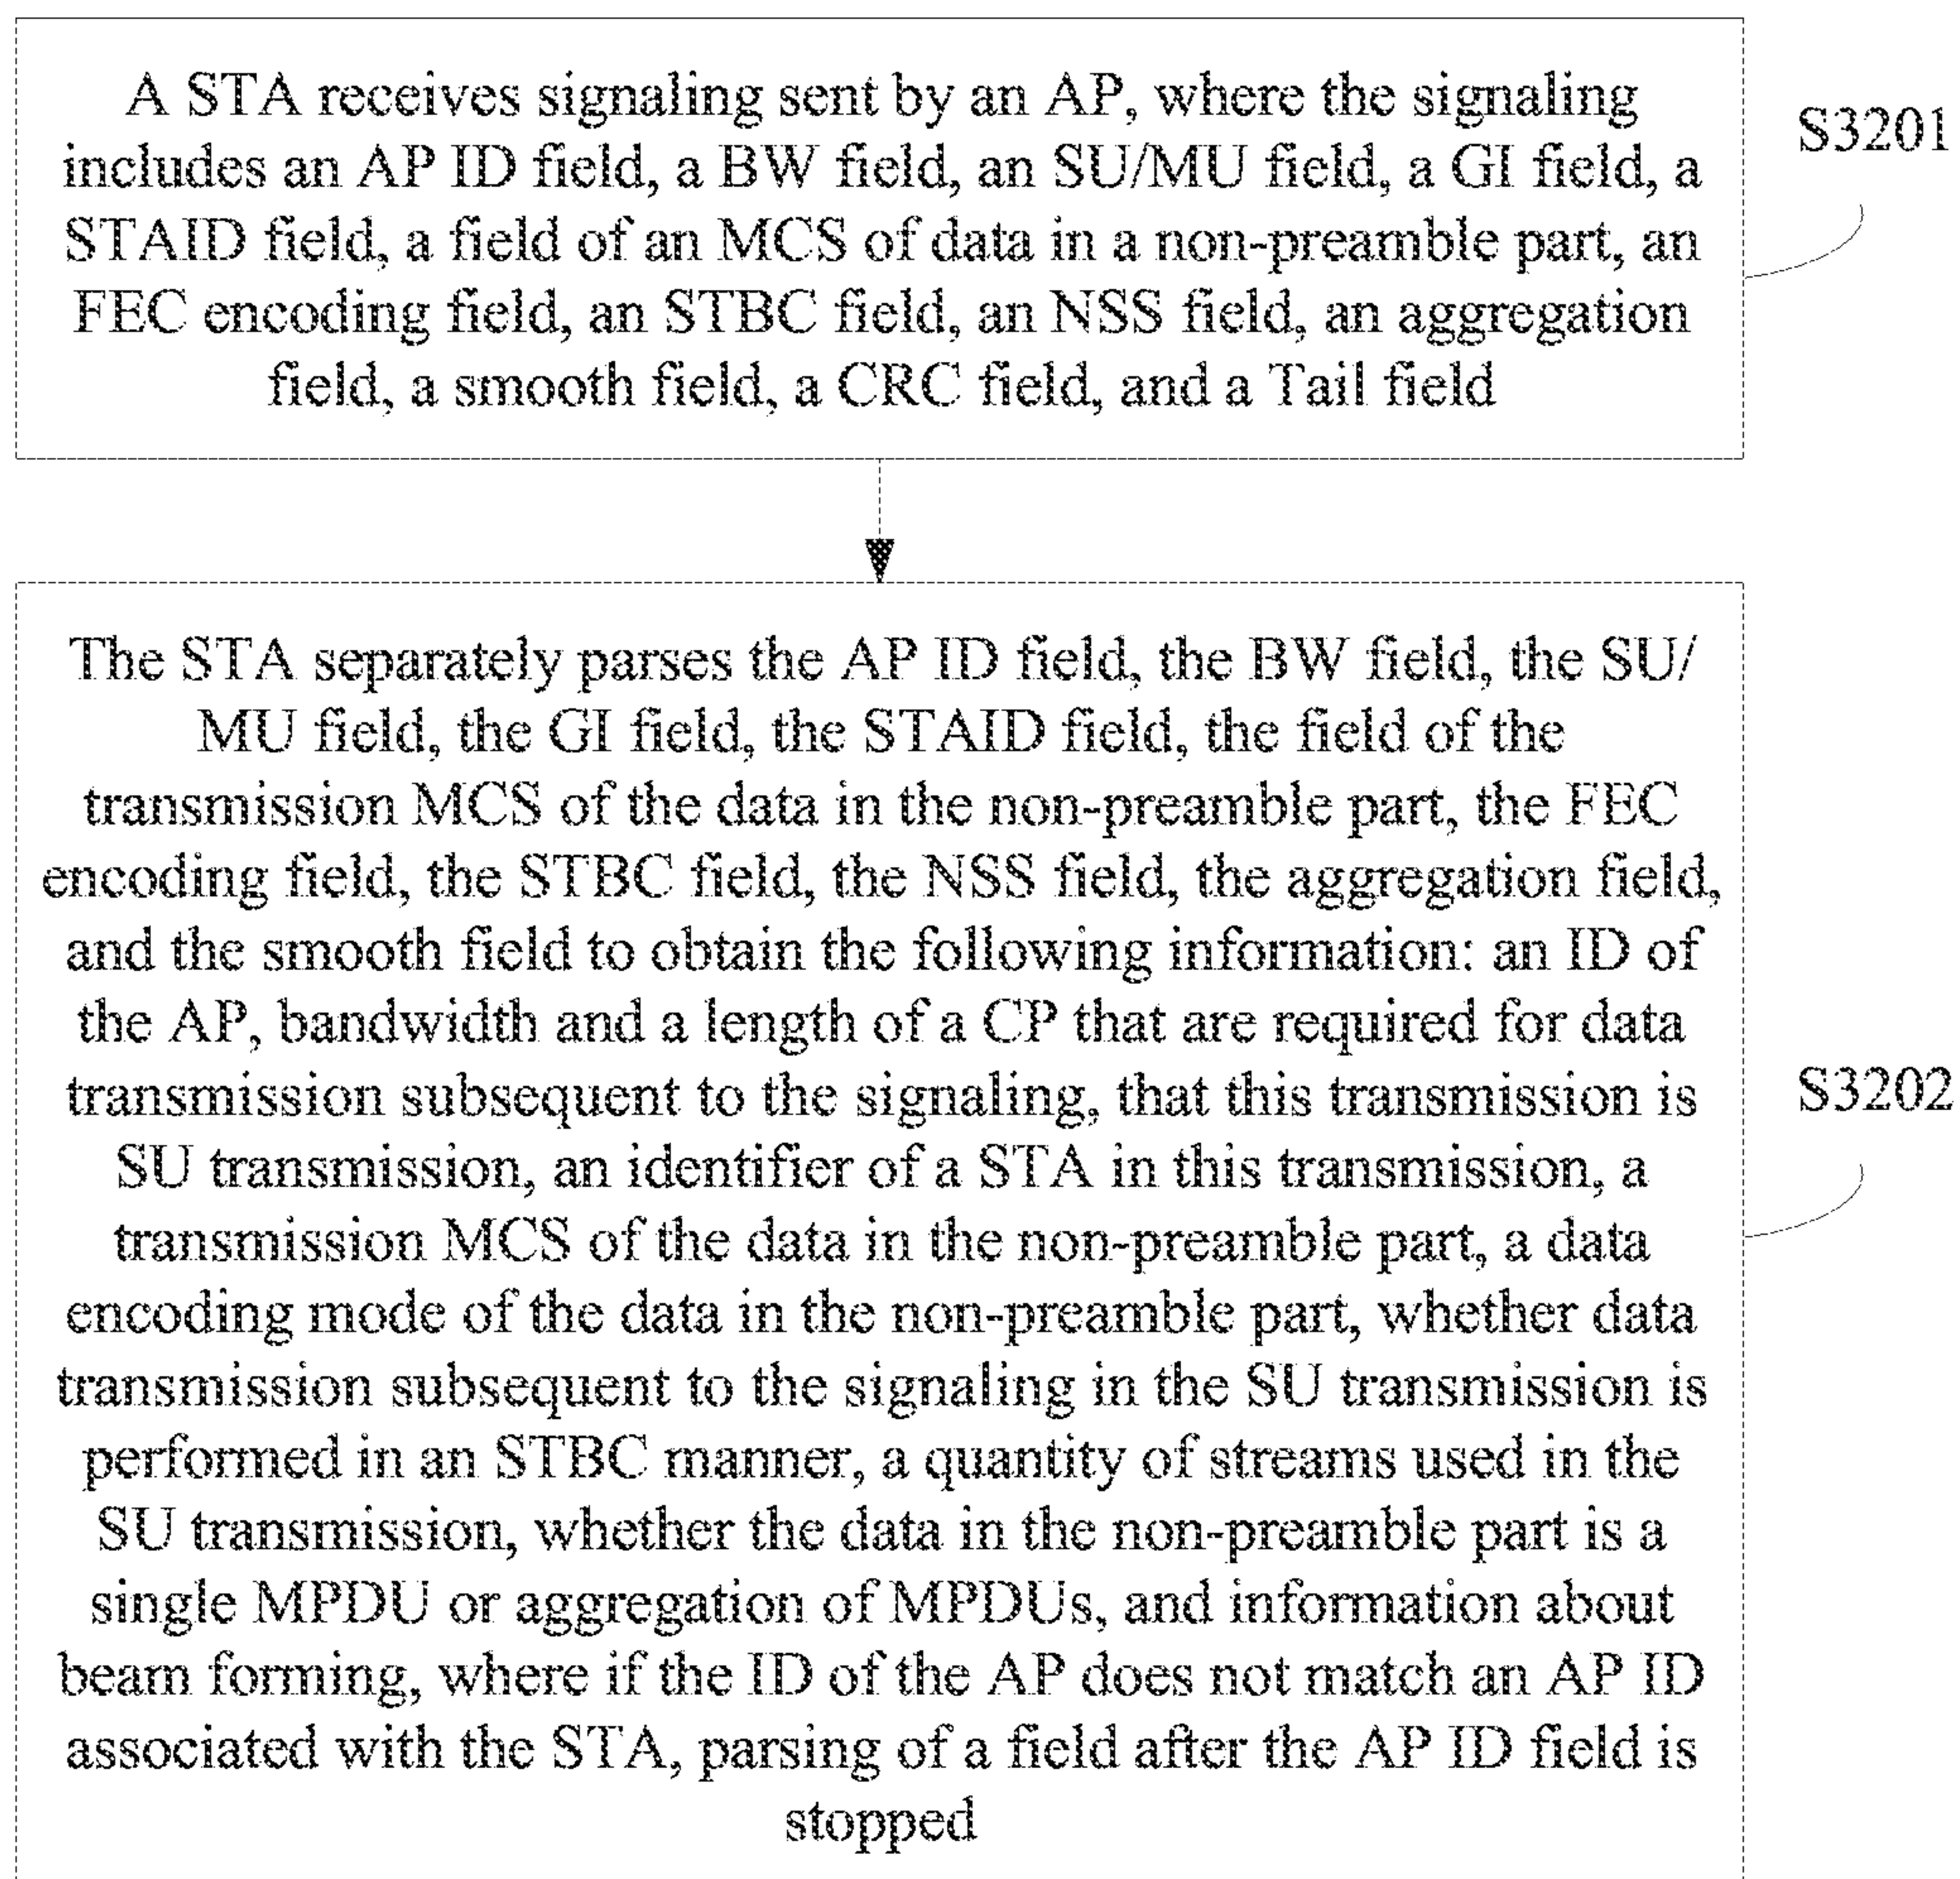 A STA receives signaling sent by an AP, where the signaling
includes an AP ID field, a BW field, an SU/MU field, a GI field, a
STAID field, a field of an MCS of data in a non-preamble part, an
FEC encoding field, an STBC field, an NSS field, an aggregation
field, a smooth field, a CRC field, and a Tail field
S3201
The STA separately parses the AP ID field, the BW field, the SU/
MU field, the GI field, the STAID field, the field of the
transmission MCS of the data in the non-preamble part, the FEC
encoding field, the STBC field, the NSS field, the aggregation field,
and the smooth field to obtain the following information: an ID of
the AP, bandwidth and a length of a CP that are required for data
transmission subsequent to the signaling, that this transmission is
SU transmission, an identifier of a STA in this transmission, a
transmission MCS of the data in the non-preamble part, a data
encoding mode of the data in the non-preamble part, whether data
transmission subsequent to the signaling in the SU transmission is
performed in an STBC manner, a quantity of streams used in the
SU transmission, whether the data in the non-preamble part is a
single MPDU or aggregation of MPDUs, and information about
beam forming, where if the ID of the AP does not match an AP ID
associated with the STA, parsing of a field after the AP ID field is
stopped
S3202